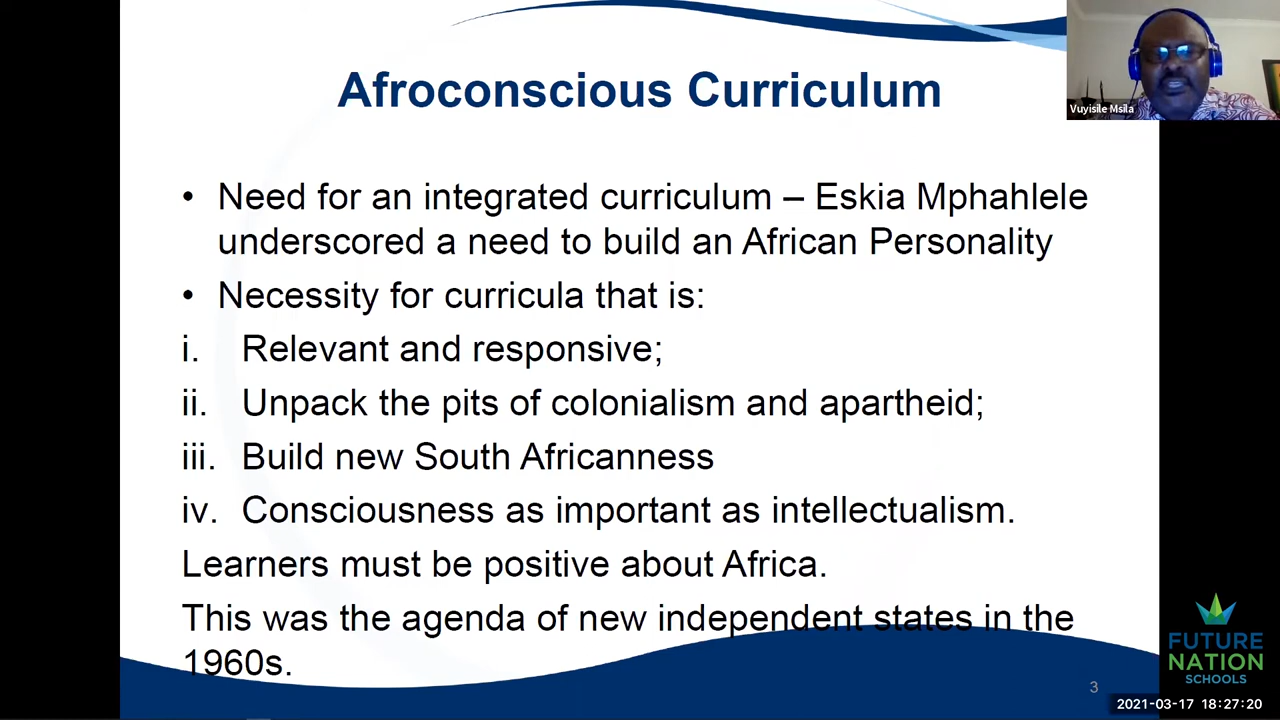 Afroconscious Curriculum
Vuyisile Msila
• Need for an integrated curriculum – Eskia Mphahlele
underscored a need to build an African Personality
• Necessity for curricula that is:
i. Relevant and responsive;
ii. Unpack the pits of colonialism and apartheid;
iii. Build new South Africanness
iv. Consciousness as important as intellectualism.
Learners must be positive about Africa.
This was the agenda of new independent states in the
1960s.
FUTURE
NATION
SCHOOLS
3
2021-03-17 18:27:20